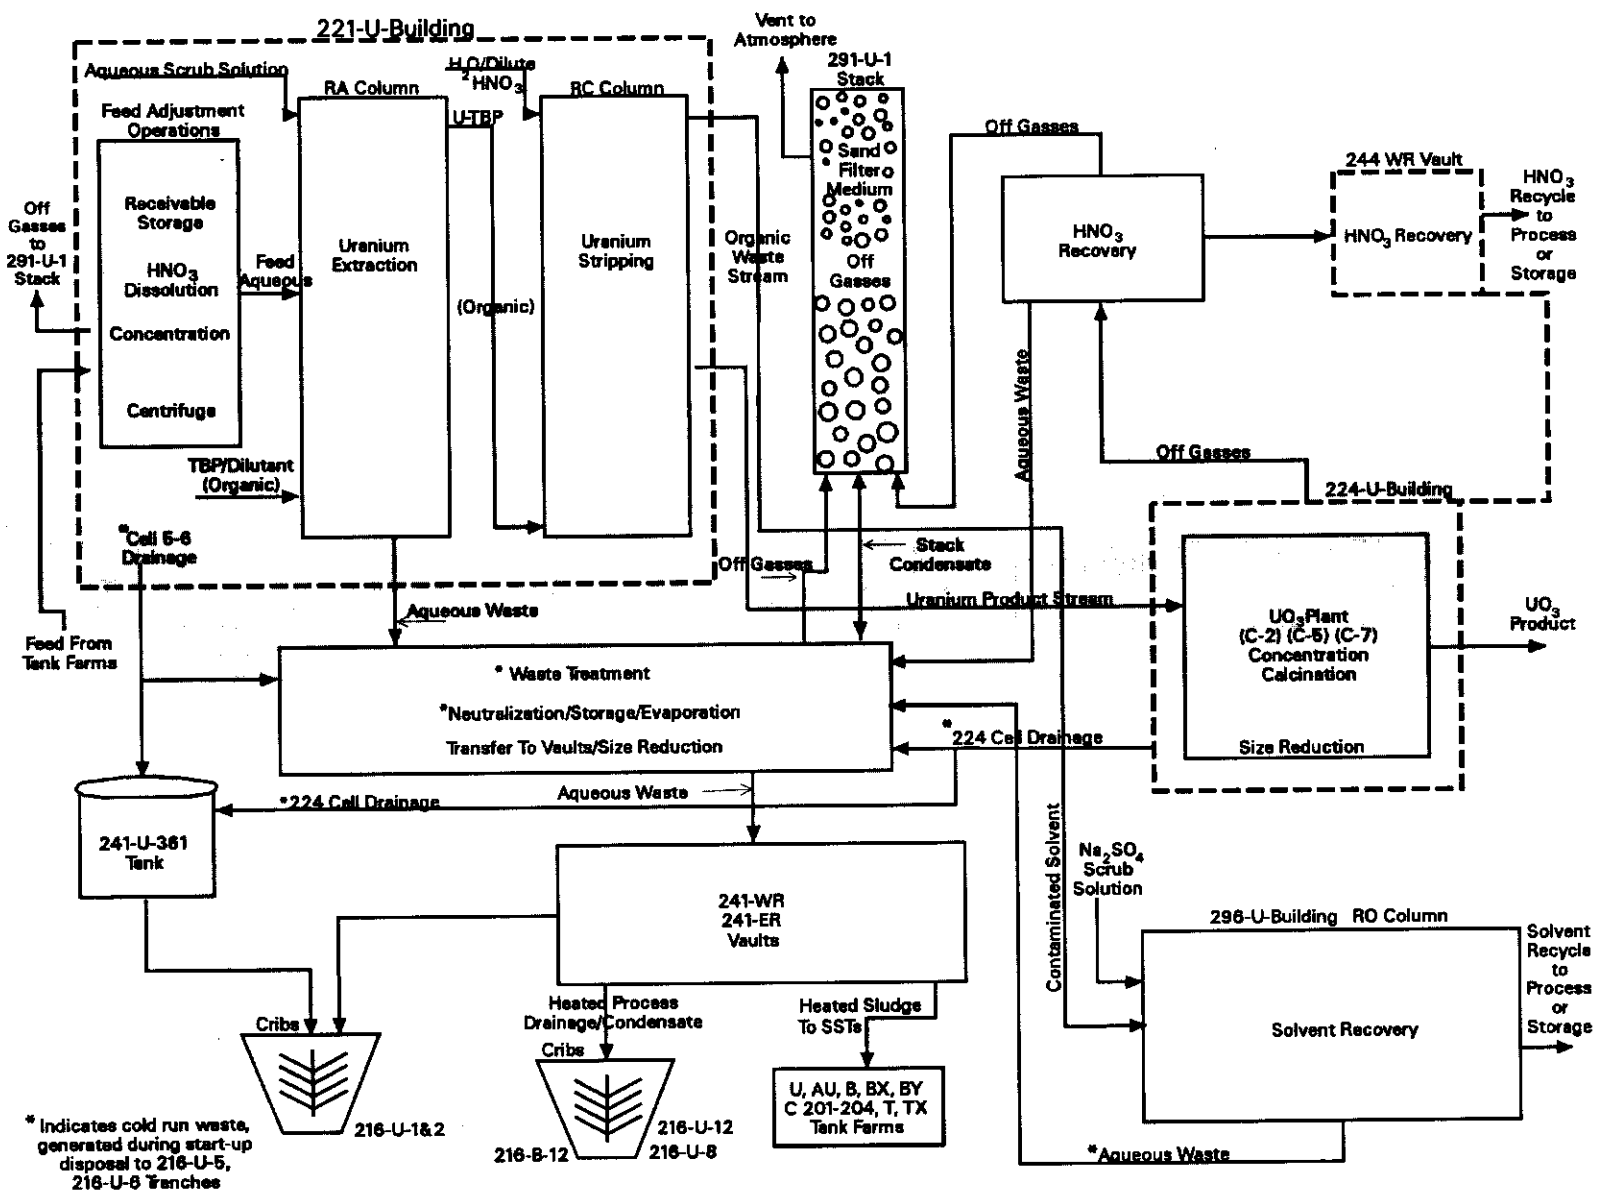 221-U-Building
Aqueous Scrub Solution
Feed Adjustment
Operations
Receivable
Storage
HNO3
Dissolution
Concentration
Centrifuge
Off
Gasses
to
291-U-1
Stack
Feed
Aqueous
TBP/Dilutant
(Organic)
*Cell 5-6
Drainage
Feed From
Tank Farms
RA Column
Uranium
Extraction
H2O/Dilute
HNO3
U-TBP
(Organic)
RC Column
Uranium
Stripping
Organic
Waste
Stream
Vent to
Atmosphere
291-U-1
Stack
Sand
Filter
Medium
Off
Gasses
Off Gasses
HNO3
Recovery
244 WR Vault
HNO3 Recovery
HNO3
Recycle
to
Process
or
Storage
Aqueous Waste
Off Gasses
224-U-Building
UO3Plant
(C-2) (C-5) (C-7)
Concentration
Calcination
Size Reduction
UO3
Product
Off Gasses
Stack
Condensate
Uranium Product Stream
Aqueous Waste
* Waste Treatment
*Neutralization/Storage/Evaporation
Transfer To Vaults/Size Reduction
*224 Cell Drainage
*224 Cell Drainage
Aqueous Waste
241-U-361
Tank
241-WR
241-ER
Vaults
Contaminated Solvent
Na2SO4
Scrub
Solution
296-U-Building RO Column
Solvent Recovery
Solvent
Recycle
to
Process
or
Storage
*Aqueous Waste
Cribs
216-U-1&2
Heated Process
Drainage/Condensate
Cribs
216-B-12
216-U-12
216-U-8
Heated Sludge
To SSTs
U, AU, B, BX, BY
C 201-204, T, TX
Tank Farms
* Indicates cold run waste,
generated during start-up
disposal to 216-U-5,
216-U-6 Trenches